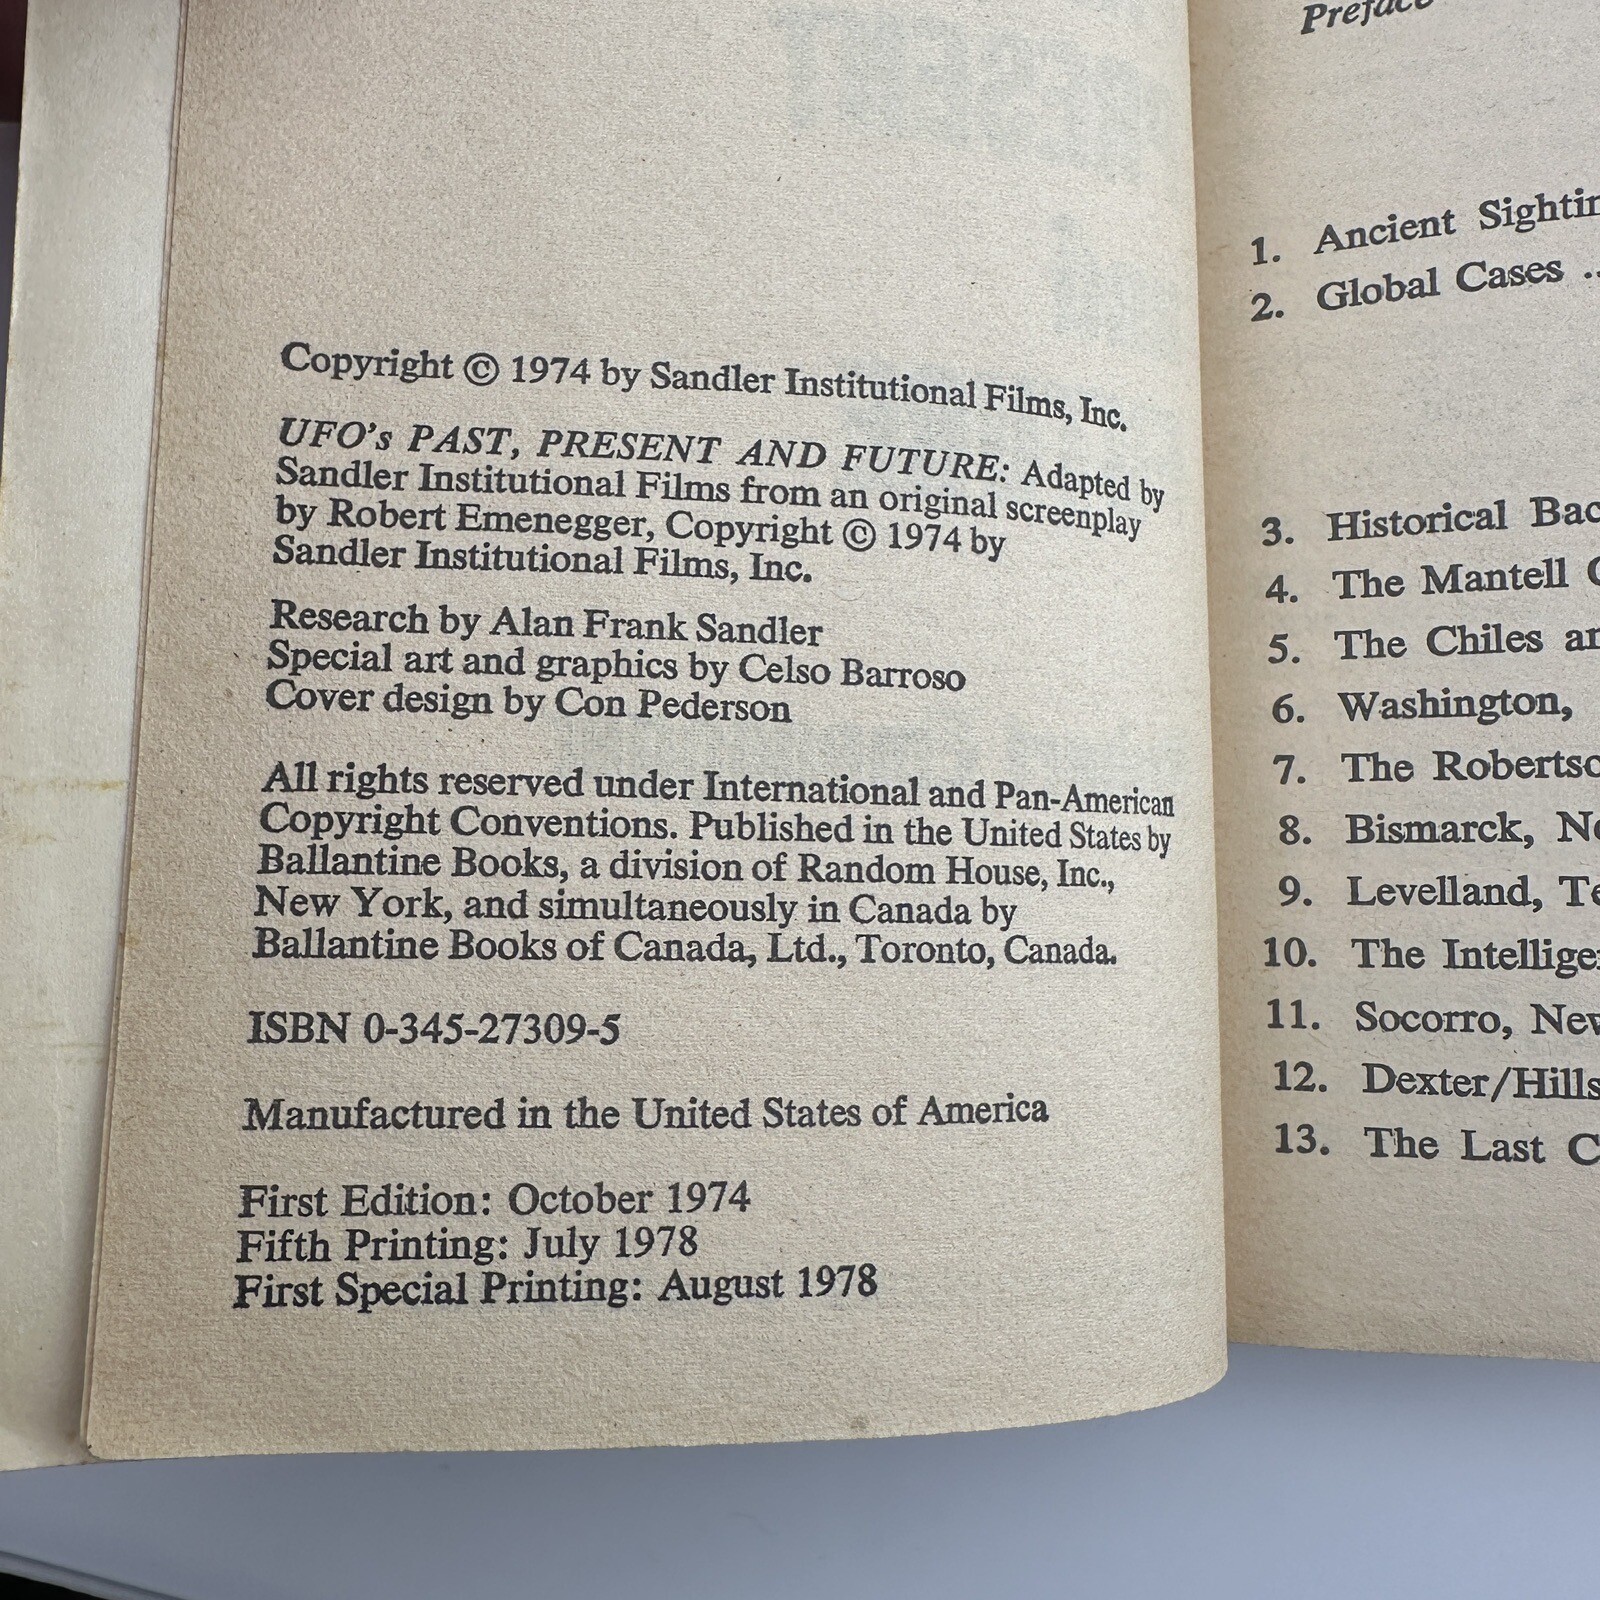 Copyright © 1974 by Sandler Institutional Films, Inc.
UFO's PAST, PRESENT AND FUTURE: Adapted by
Sandler Institutional Films from an original screenplay
by Robert Emenegger, Copyright © 1974 by
Sandler Institutional Films, Inc.
Research by Alan Frank Sandler
Special art and graphics by Celso Barroso
Cover design by Con Pederson
All rights reserved under International and Pan-American
Copyright Conventions. Published in the United States by
Ballantine Books, a division of Random House, Inc.,
New York, and simultaneously in Canada by
Ballantine Books of Canada, Ltd., Toronto, Canada.
ISBN 0-345-27309-5
Manufactured in the United States of America
First Edition: October 1974
Fifth Printing: July 1978
First Special Printing: August 1978
Preface
1. Ancient
2. Global Cases ..
3. Historical
4. The Mantell
5. The Chiles
6. Washington,
7. The
8. Bismarck,
9. Levelland,
10. The
11. Socorro,
12.
13. The Last